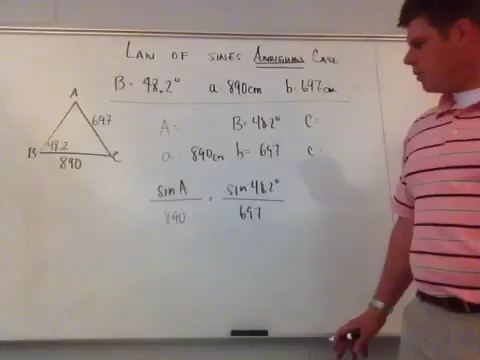 LAW OF SINES AMBIGUOUS CASE
B = 48.2° a = 890cm b = 697cm
A
697
B 48.2 C
890
A = B = 48.2° C =
a = 890cm b = 697 c =
sin A = sin 48.2°
890 697